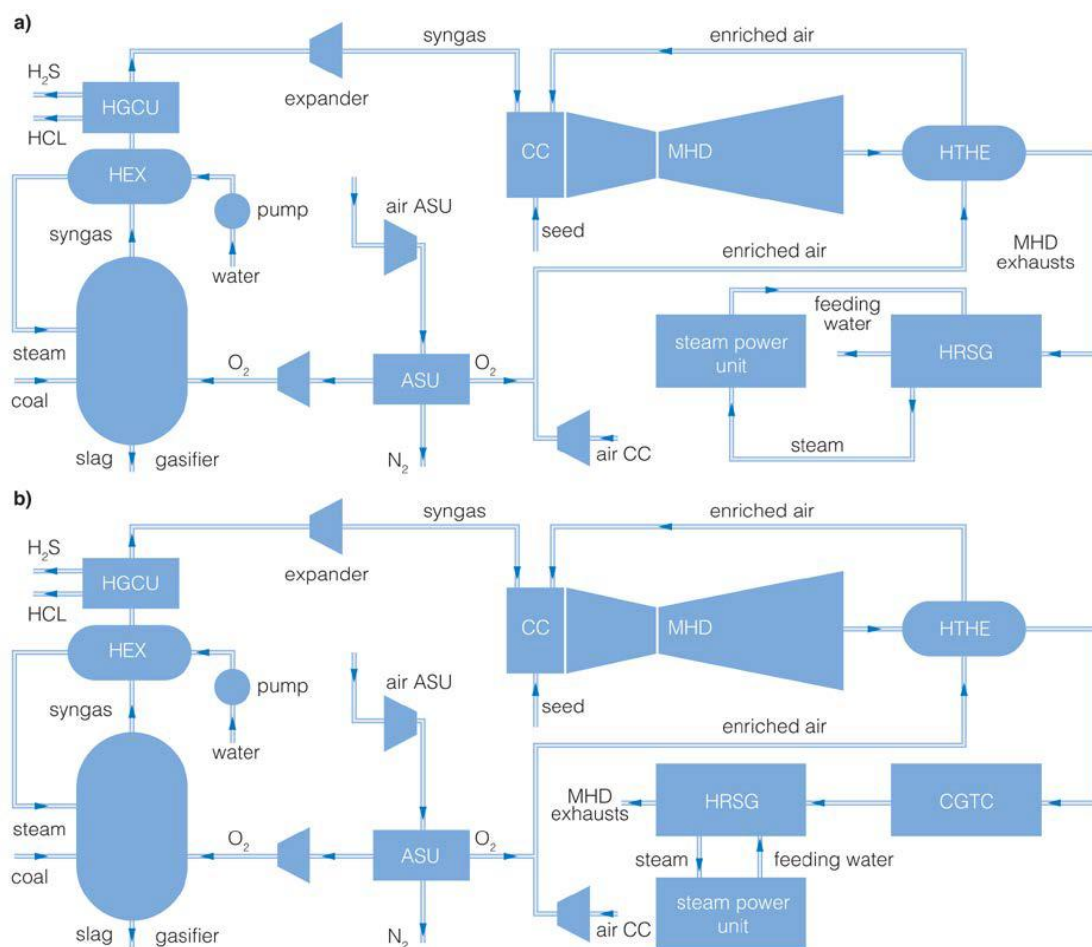 a)
syngas
enriched air
H₂S
HGCU
expander
HCL
CC
MHD
HTHE
HEX
pump
air ASU
syngas
seed
water
enriched air
MHD
exhausts
feeding
water
steam
O₂
ASU
O₂
steam power
unit
HRSG
coal
steam
slag
gasifier
N₂
air CC
b)
syngas
enriched air
H₂S
HGCU
expander
HCL
CC
MHD
HTHE
HEX
pump
air ASU
syngas
seed
water
enriched air
MHD
exhausts
HRSG
CGTC
steam
O₂
ASU
O₂
steam
feeding water
coal
steam power
unit
slag
gasifier
N₂
air CC